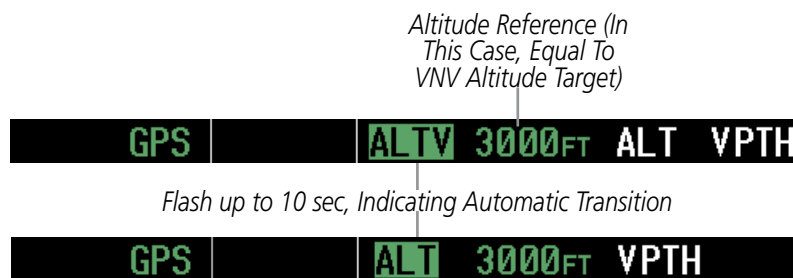 Altitude Reference (In
This Case, Equal To
VNV Altitude Target)
GPS ALTV 3000FT ALT VPTH
Flash up to 10 sec, Indicating Automatic Transition
GPS ALT 3000FT VPTH